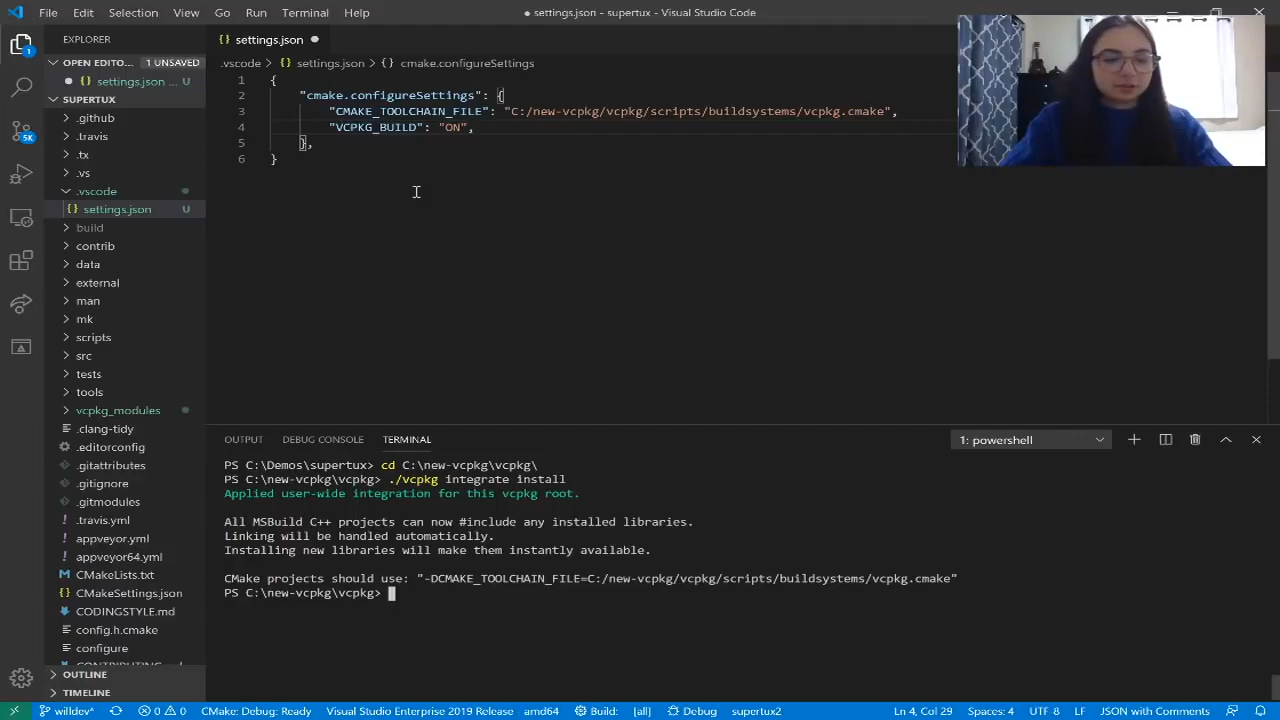 File Edit Selection View Go Run Terminal Help
● settings.json - supertux - Visual Studio Code
EXPLORER
OPEN EDITO... 1 UNSAVED
● {} settings.json ...
SUPERTUX
.github
.travis
.tx
.vs
.vscode
{} settings.json U
build
contrib
data
external
man
mk
scripts
src
tests
tools
vcpkg_modules
.clang-tidy
.editorconfig
.gitattributes
.gitignore
.gitmodules
.travis.yml
appveyor.yml
appveyor64.yml
CMakeLists.txt
CMakeSettings.json
CODINGSTYLE.md
config.h.cmake
configure
OUTLINE
TIMELINE
1
5K
{} settings.json ●
.vscode > {} settings.json > {} cmake.configureSettings
1 {
2 "cmake.configureSettings": {
3 "CMAKE_TOOLCHAIN_FILE": "C:/new-vcpkg/vcpkg/scripts/buildsystems/vcpkg.cmake",
4 "VCPKG_BUILD": "ON",
5 },
6 }
OUTPUT DEBUG CONSOLE TERMINAL
1: powershell
PS C:\Demos\supertux> cd C:\new-vcpkg\vcpkg\
PS C:\new-vcpkg\vcpkg> ./vcpkg integrate install
Applied user-wide integration for this vcpkg root.
All MSBuild C++ projects can now #include any installed libraries.
Linking will be handled automatically.
Installing new libraries will make them instantly available.
CMake projects should use: "-DCMAKE_TOOLCHAIN_FILE=C:/new-vcpkg/vcpkg/scripts/buildsystems/vcpkg.cmake"
PS C:\new-vcpkg\vcpkg>
willdev* 0 0 CMake: Debug: Ready Visual Studio Enterprise 2019 Release - amd64 Build: [all] Debug supertux2 Ln 4, Col 29 Spaces: 4 UTF-8 LF JSON with Comments